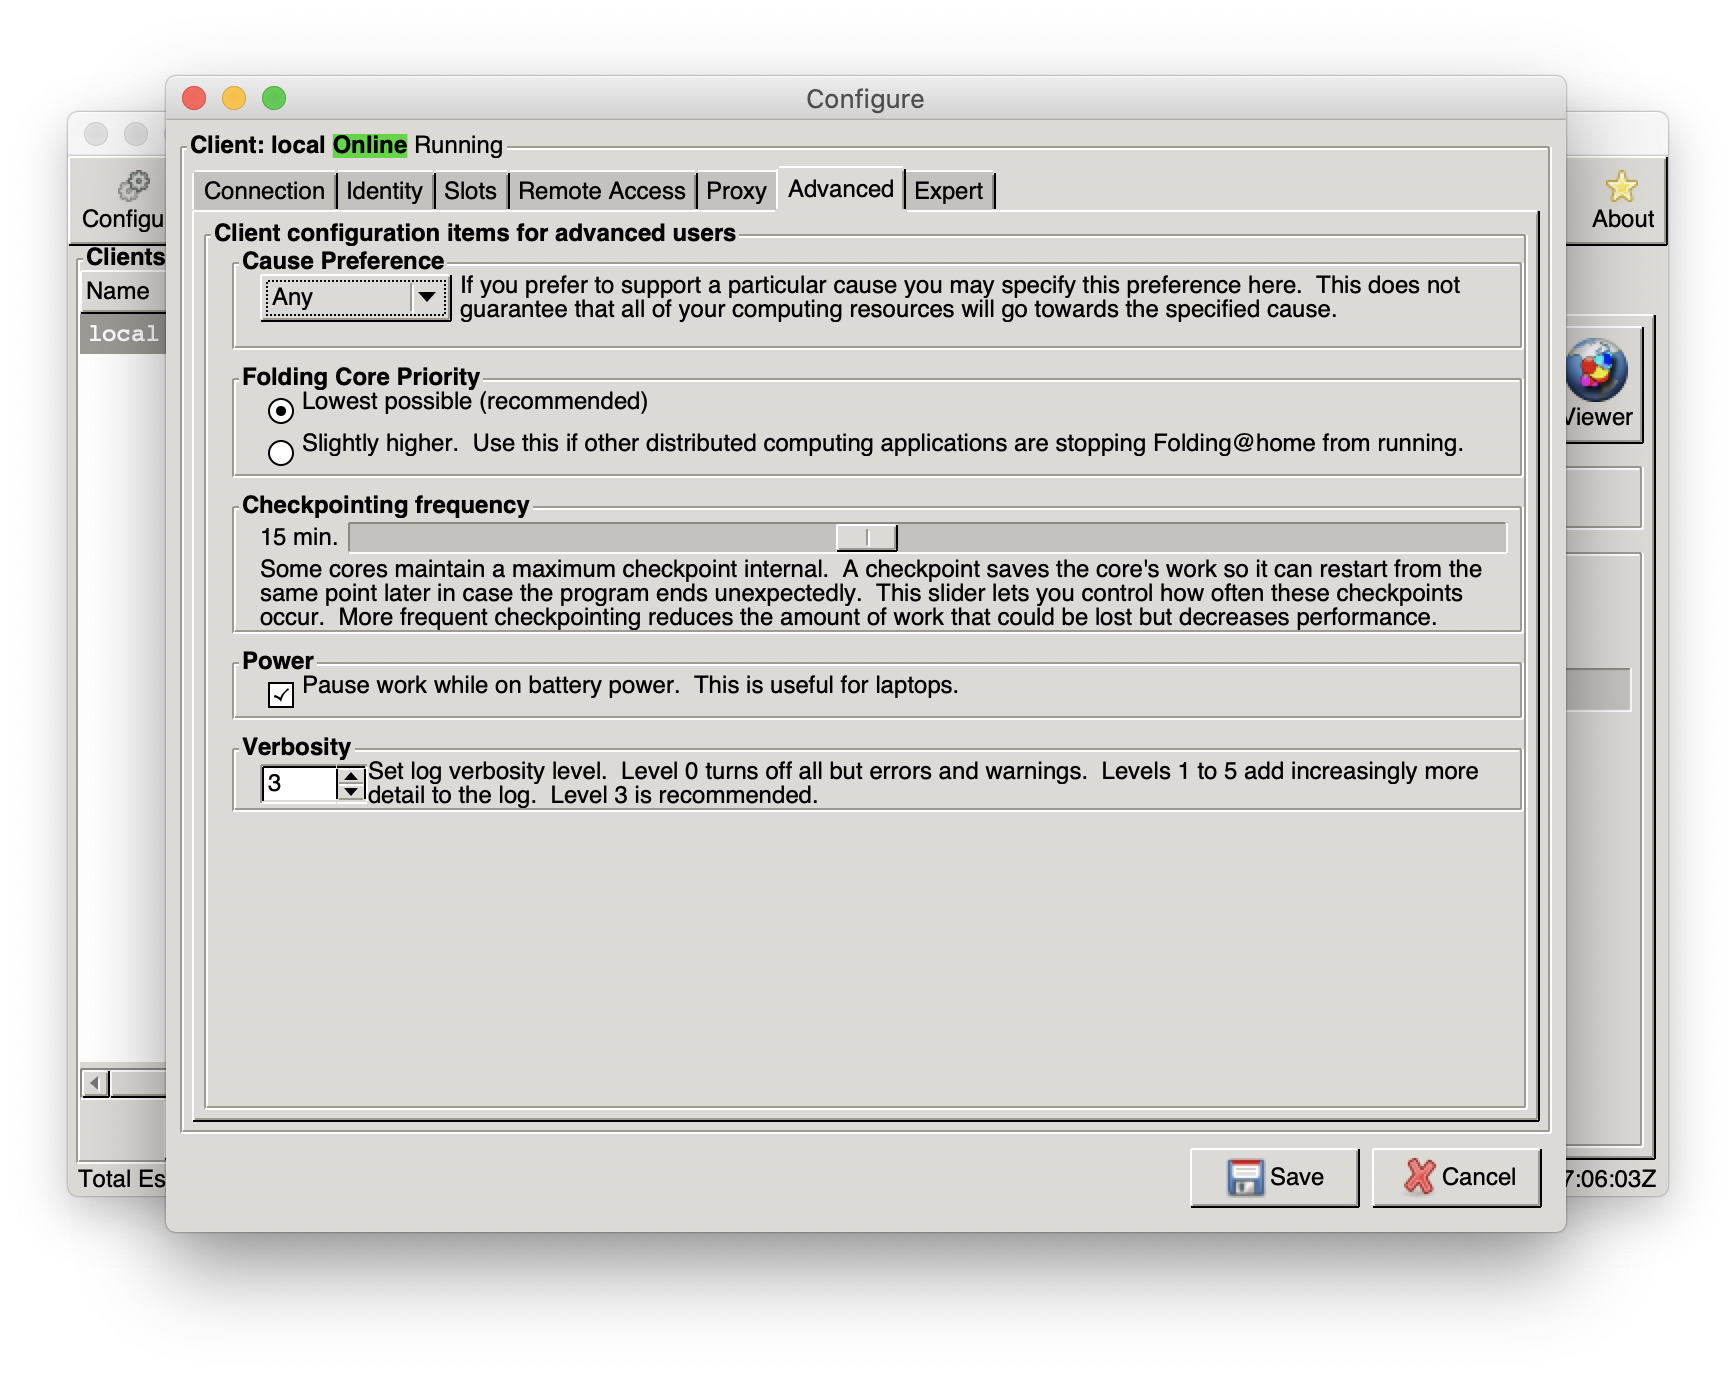 Configure
Client: local Online Running
Connection Identity Slots Remote Access Proxy Advanced Expert
Client configuration items for advanced users
Cause Preference
Any
If you prefer to support a particular cause you may specify this preference here.  This does not
guarantee that all of your computing resources will go towards the specified cause.
Folding Core Priority
Lowest possible (recommended)
Slightly higher.  Use this if other distributed computing applications are stopping Folding@home from running.
Checkpointing frequency
15 min.
Some cores maintain a maximum checkpoint internal.  A checkpoint saves the core's work so it can restart from the
same point later in case the program ends unexpectedly.  This slider lets you control how often these checkpoints
occur.  More frequent checkpointing reduces the amount of work that could be lost but decreases performance.
Power
Pause work while on battery power.  This is useful for laptops.
Verbosity
3
Set log verbosity level.  Level 0 turns off all but errors and warnings.  Levels 1 to 5 add increasingly more
detail to the log.  Level 3 is recommended.
Save
Cancel
Configu
Clients
Name
local
Total Es
About
Viewer
7:06:03Z